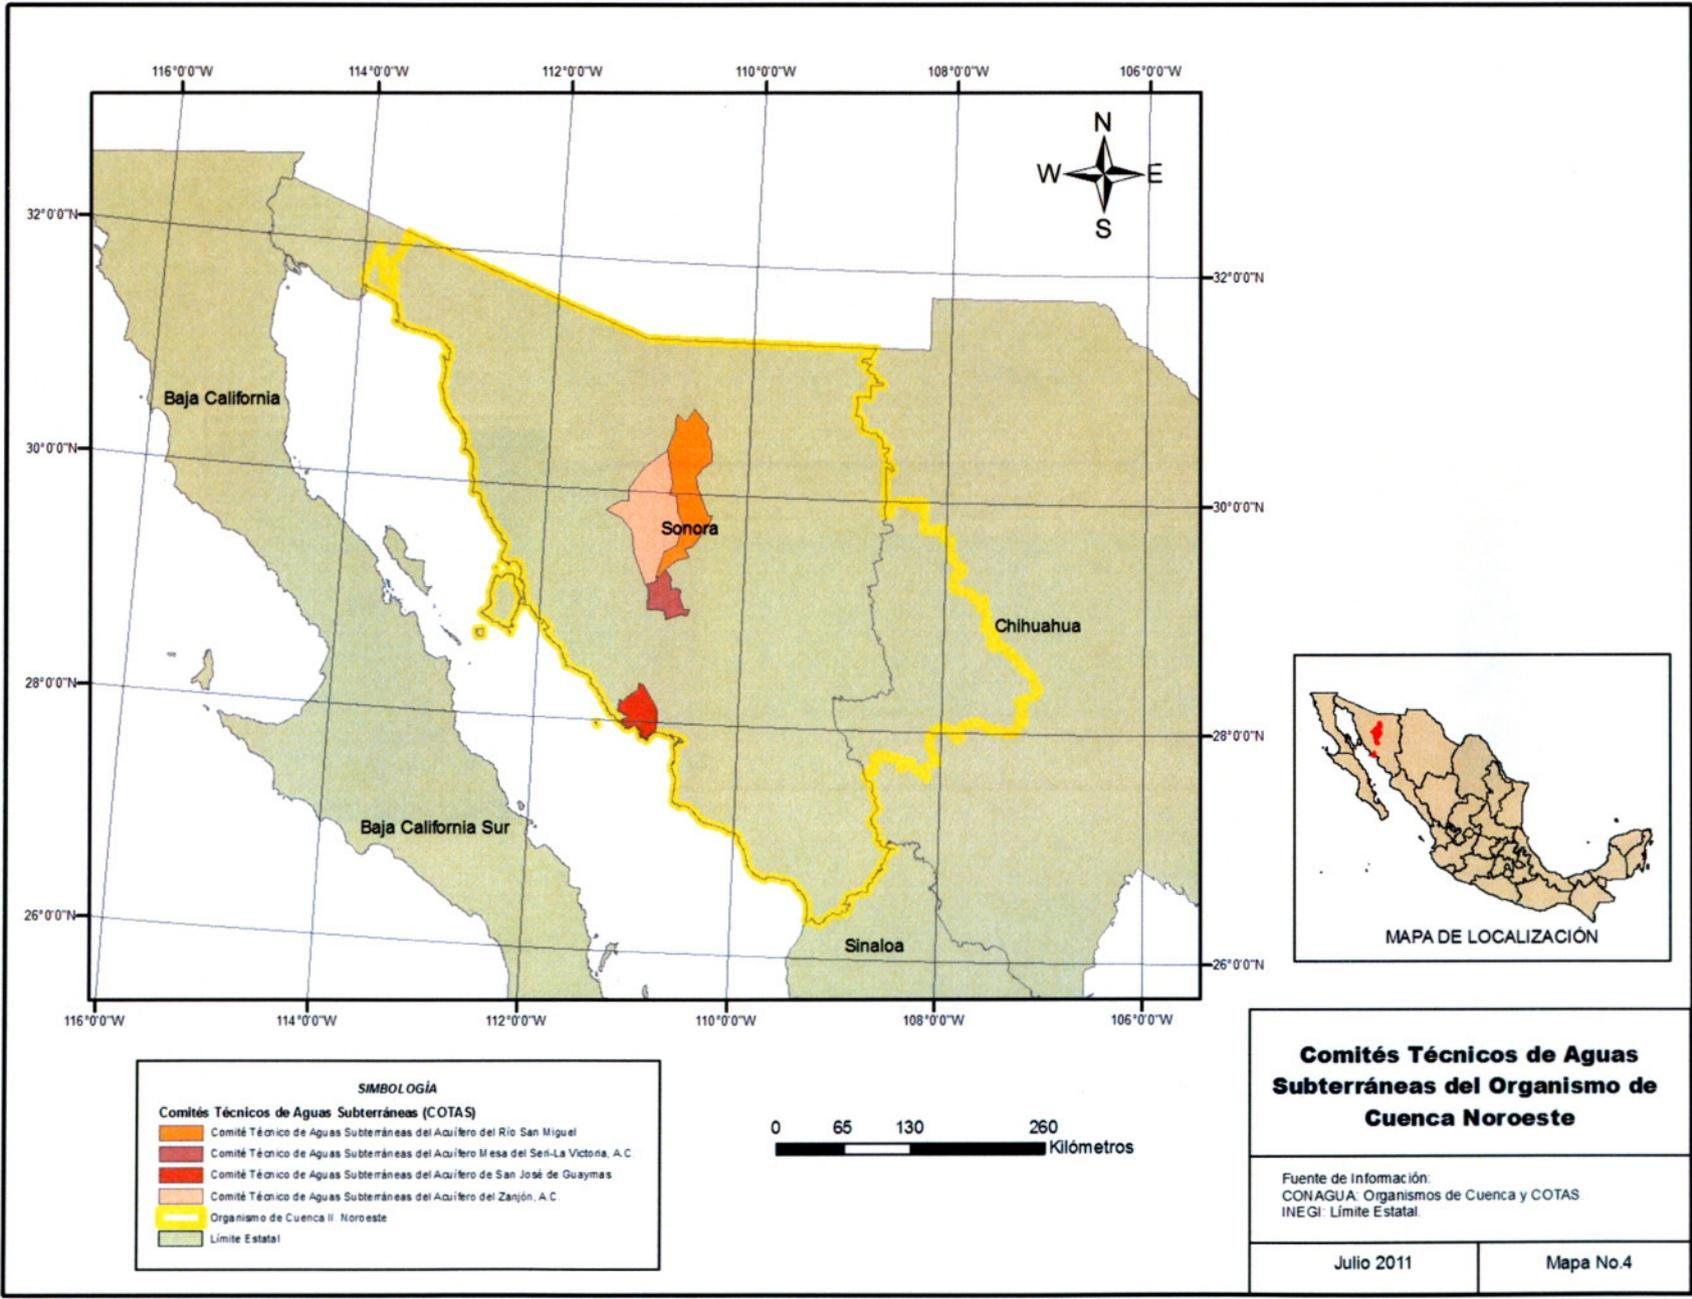 116°0'0"W 114°0'0"W 112°0'0"W 110°0'0"W 108°0'0"W 106°0'0"W
N
W E
S
32°0'0"N
32°0'0"N
Baja California
30°0'0"N
30°0'0"N
Sonora
Chihuahua
28°0'0"N
28°0'0"N
Baja California Sur
26°0'0"N
Sinaloa
26°0'0"N
116°0'0"W 114°0'0"W 112°0'0"W 110°0'0"W 108°0'0"W 106°0'0"W
MAPA DE LOCALIZACIÓN
SIMBOLOGÍA
Comités Técnicos de Aguas Subterráneas (COTAS)
Comité Técnico de Aguas Subterráneas del Acuífero del Río San Miguel
Comité Técnico de Aguas Subterráneas del Acuífero Mesa del Seri-La Victoria, A.C.
Comité Técnico de Aguas Subterráneas del Acuífero de San José de Guaymas
Comité Técnico de Aguas Subterráneas del Acuífero del Zanjón, A.C.
Organismo de Cuenca II. Noroeste
Límite Estatal
0 65 130 260
Kilómetros
Comités Técnicos de Aguas
Subterráneas del Organismo de
Cuenca Noroeste
Fuente de Información:
CONAGUA: Organismos de Cuenca y COTAS.
INEGI: Límite Estatal.
Julio 2011
Mapa No.4